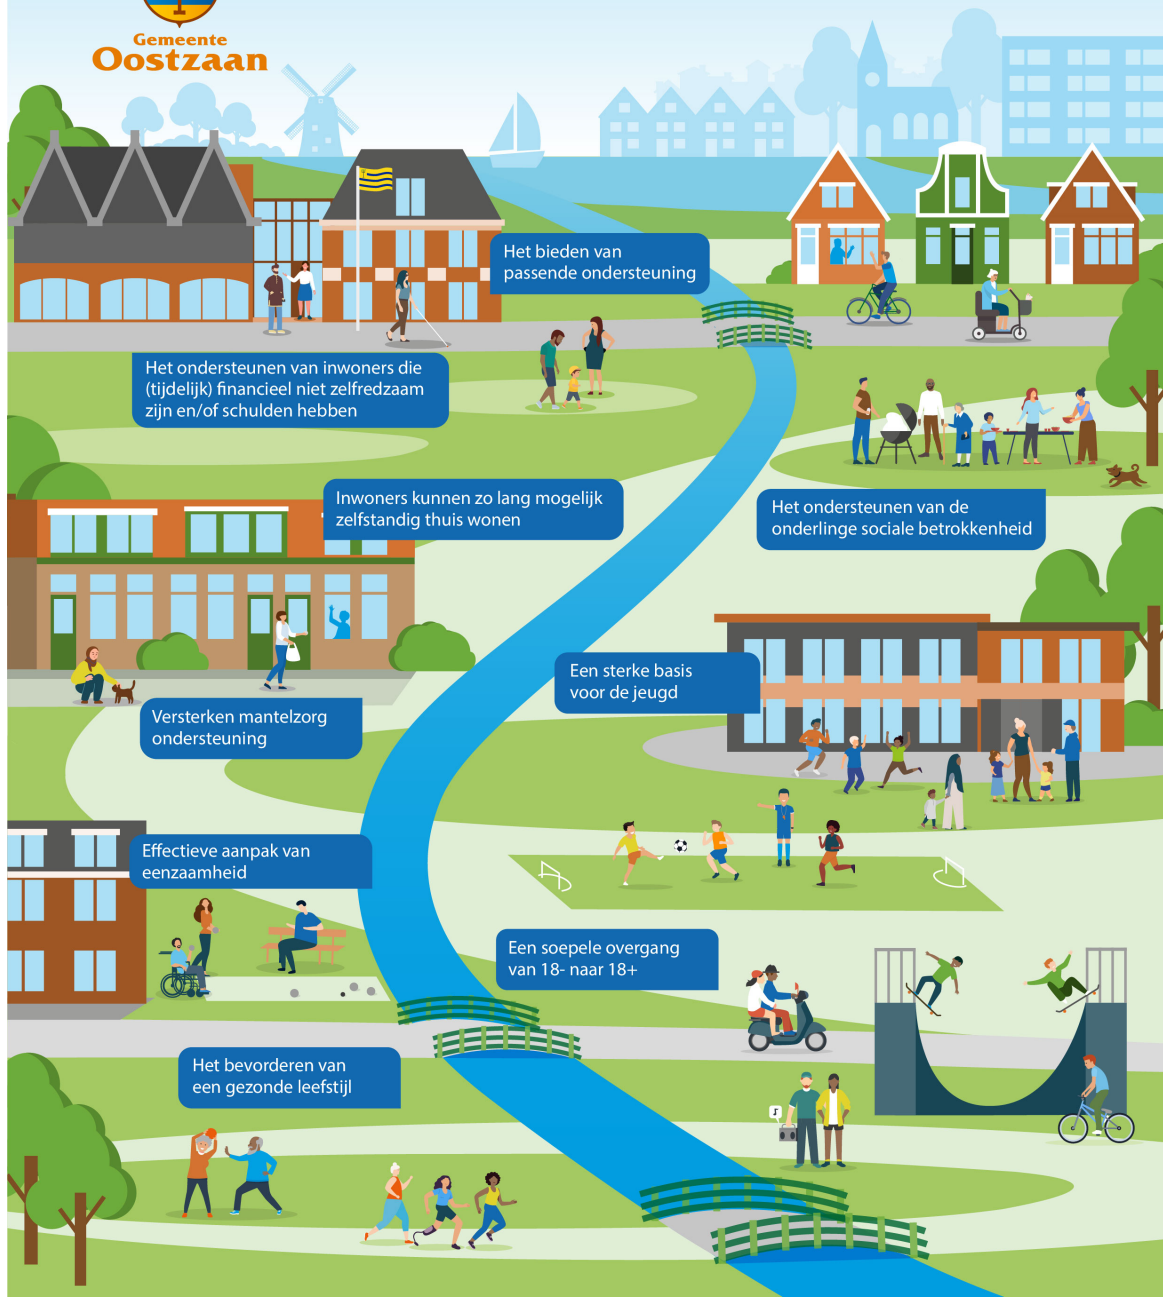 Gemeente
Oostzaan
Het bieden van
passende ondersteuning
Het ondersteunen van inwoners die
(tijdelijk) financieel niet zelfredzaam
zijn en/of schulden hebben
Inwoners kunnen zo lang mogelijk
zelfstandig thuis wonen
Het ondersteunen van de
onderlinge sociale betrokkenheid
Een sterke basis
voor de jeugd
Versterken mantelzorg
ondersteuning
Effectieve aanpak van
eenzaamheid
Een soepele overgang
van 18- naar 18+
Het bevorderen van
een gezonde leefstijl